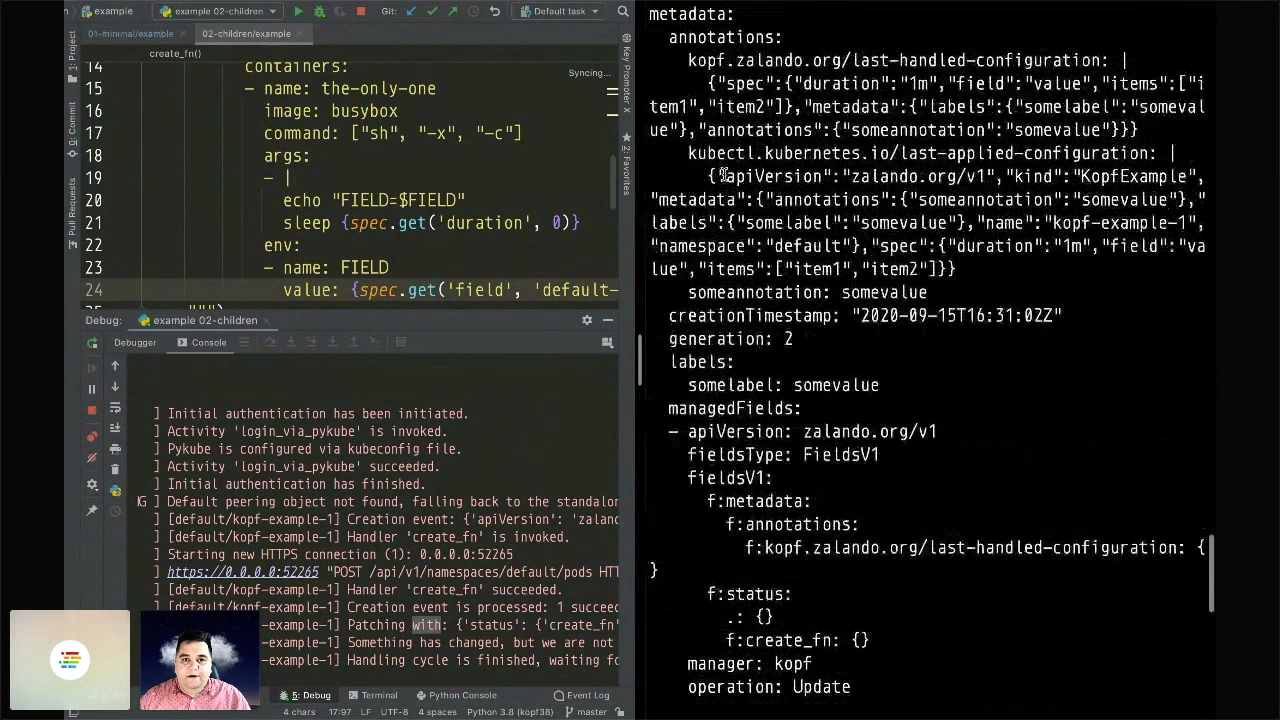 example
example 02-children
Git:
Default task
01-minimal/example
02-children/example
create_fn()
Syncing...
14 containers:
15 - name: the-only-one
16 image: busybox
17 command: ["sh", "-x", "-c"]
18 args:
19 - |
20 echo "FIELD=$FIELD"
21 sleep {spec.get('duration', 0)}
22 env:
23 - name: FIELD
24 value: {spec.get('field', 'default-
""")
1: Project
0: Commit
Pull Requests
Key Promoter X
2: Favorites
Debug: example 02-children
Debugger
Console
] Initial authentication has been initiated.
] Activity 'login_via_pykube' is invoked.
] Pykube is configured via kubeconfig file.
] Activity 'login_via_pykube' succeeded.
] Initial authentication has finished.
G ] Default peering object not found, falling back to the standalon
] [default/kopf-example-1] Creation event: {'apiVersion': 'zaland
] [default/kopf-example-1] Handler 'create_fn' is invoked.
] Starting new HTTPS connection (1): 0.0.0.0:52265
] https://0.0.0.0:52265 "POST /api/v1/namespaces/default/pods HTT
] [default/kopf-example-1] Handler 'create_fn' succeeded.
] [default/kopf-example-1] Creation event is processed: 1 succeed
-example-1] Patching with: {'status': {'create_fn'
-example-1] Something has changed, but we are not
-example-1] Handling cycle is finished, waiting fo
5: Debug
Terminal
Python Console
Event Log
4 chars
17:97
LF
UTF-8
4 spaces
Python 3.8 (kopf38)
master
metadata:
annotations:
kopf.zalando.org/last-handled-configuration: |
{"spec":{"duration":"1m","field":"value","items":["i
tem1","item2"]},"metadata":{"labels":{"somelabel":"someval
ue"},"annotations":{"someannotation":"somevalue"}}}
kubectl.kubernetes.io/last-applied-configuration: |
{"apiVersion":"zalando.org/v1","kind":"KopfExample",
"metadata":{"annotations":{"someannotation":"somevalue"},"
labels":{"somelabel":"somevalue"},"name":"kopf-example-1",
"namespace":"default"},"spec":{"duration":"1m","field":"va
lue","items":["item1","item2"]}}
someannotation: somevalue
creationTimestamp: "2020-09-15T16:31:02Z"
generation: 2
labels:
somelabel: somevalue
managedFields:
- apiVersion: zalando.org/v1
fieldsType: FieldsV1
fieldsV1:
f:metadata:
f:annotations:
f:kopf.zalando.org/last-handled-configuration: {
}
f:status:
.: {}
f:create_fn: {}
manager: kopf
operation: Update